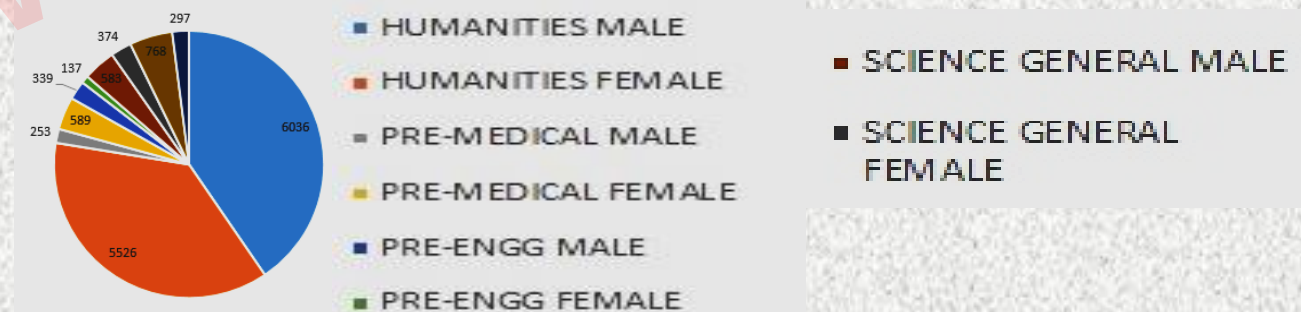 297
374
768
137
583
339
589
253
6036
5526
HUMANITIES MALE
HUMANITIES FEMALE
PRE-MEDICAL MALE
PRE-MEDICAL FEMALE
PRE-ENGG MALE
PRE-ENGG FEMALE
SCIENCE GENERAL MALE
SCIENCE GENERAL
FEMALE